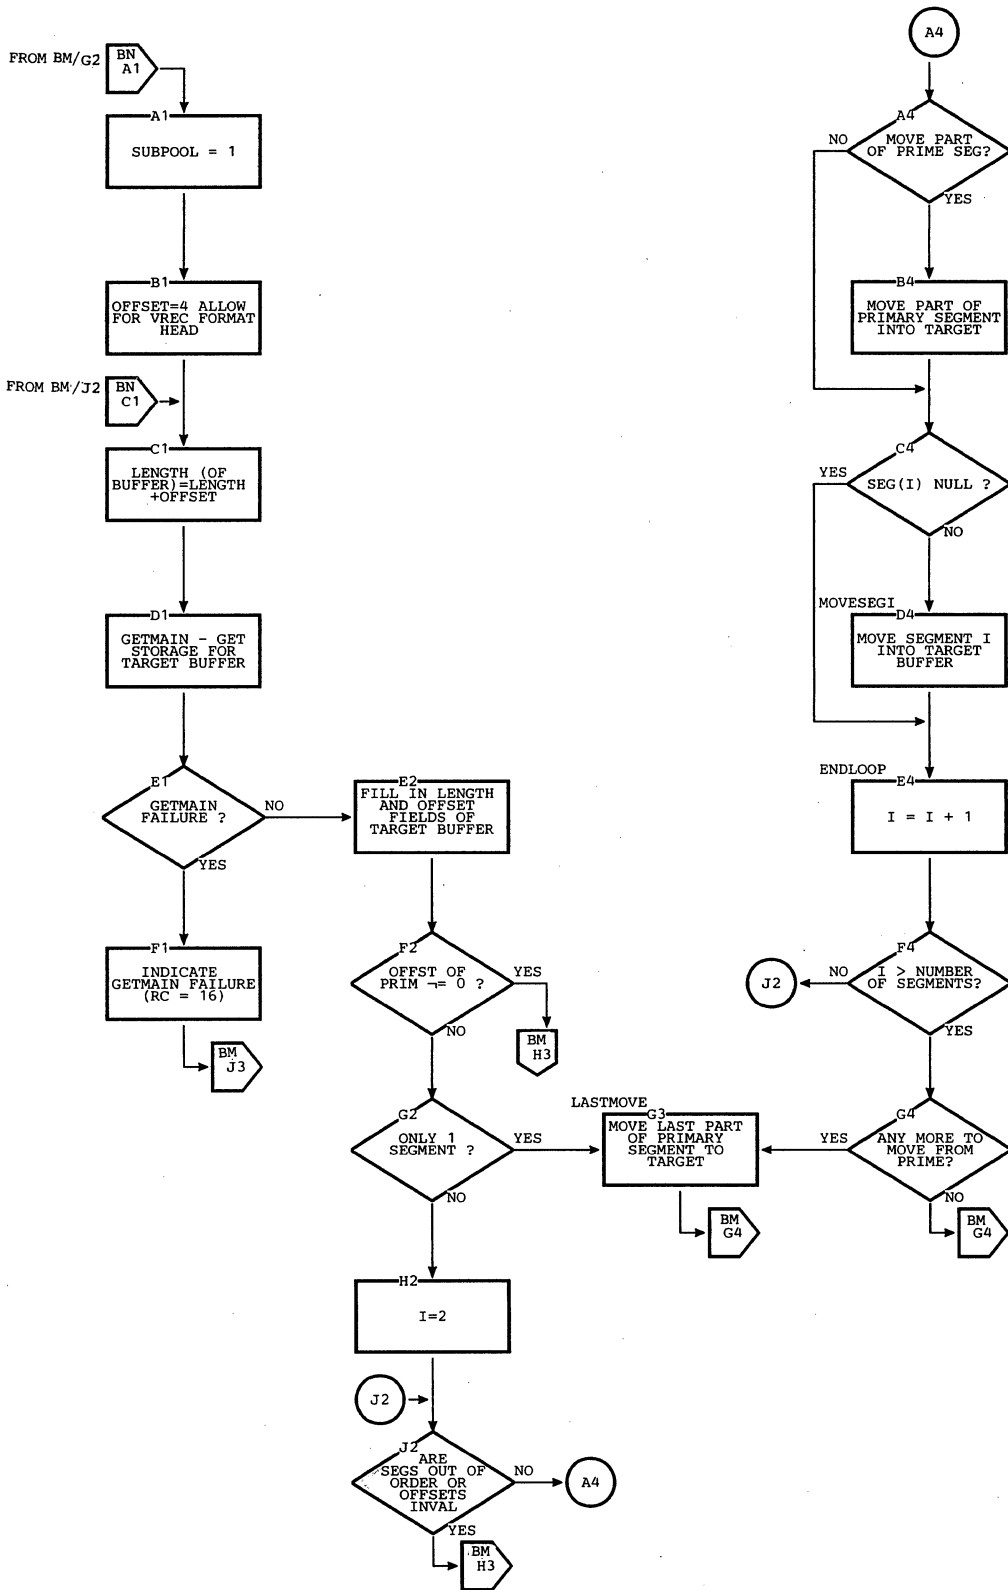 FROM BM/G2
BN
A1
A1
SUBPOOL = 1
B1
OFFSET=4 ALLOW
FOR VREC FORMAT
HEAD
FROM BM/J2
BN
C1
C1
LENGTH (OF
BUFFER)=LENGTH
+OFFSET
D1
GETMAIN - GET
STORAGE FOR
TARGET BUFFER
E1
GETMAIN
FAILURE ?
NO
YES
F1
INDICATE
GETMAIN FAILURE
(RC = 16)
BM
J3
E2
FILL IN LENGTH
AND OFFSET
FIELDS OF
TARGET BUFFER
F2
OFFST OF
PRIM ¬= 0 ?
YES
NO
BM
H3
G2
ONLY 1
SEGMENT ?
YES
NO
LASTMOVE
G3
MOVE LAST PART
OF PRIMARY
SEGMENT TO
TARGET
BM
G4
H2
I=2
J2
J2
ARE
SEGS OUT OF
ORDER OR
OFFSETS
INVAL
NO
A4
YES
BM
H3
A4
A4
MOVE PART
OF PRIME SEG?
NO
YES
B4
MOVE PART OF
PRIMARY SEGMENT
INTO TARGET
C4
SEG(I) NULL ?
YES
NO
MOVESEGI
D4
MOVE SEGMENT I
INTO TARGET
BUFFER
ENDLOOP
E4
I = I + 1
F4
I > NUMBER
OF SEGMENTS?
NO
J2
YES
G4
ANY MORE TO
MOVE FROM
PRIME?
YES
NO
BM
G4